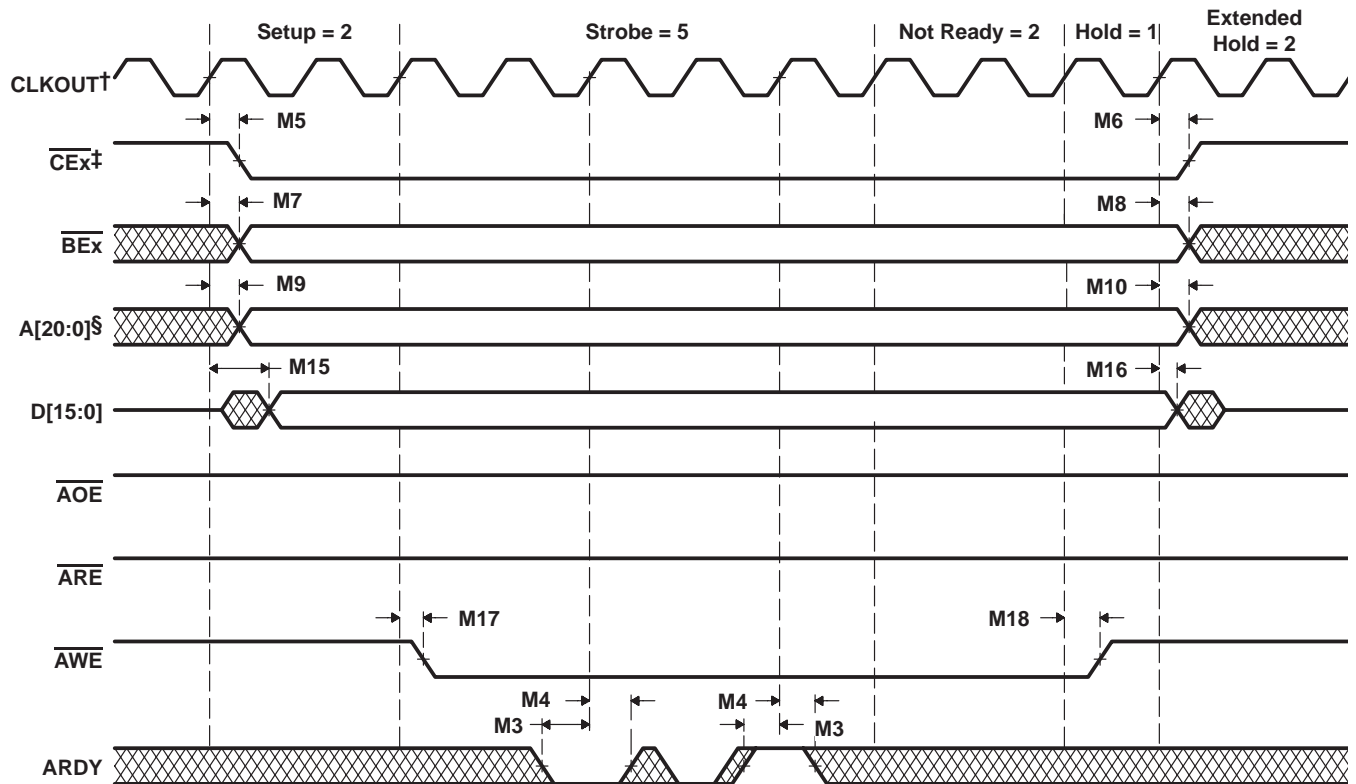 Setup = 2
Strobe = 5
Not Ready = 2
Hold = 1
Extended
Hold = 2
CLKOUT†
M5
M6
CEx‡
M7
M8
BEx
M9
M10
A[20:0]§
M15
M16
D[15:0]
AOE
ARE
M17
M18
AWE
M4
M4
M3
M3
ARDY